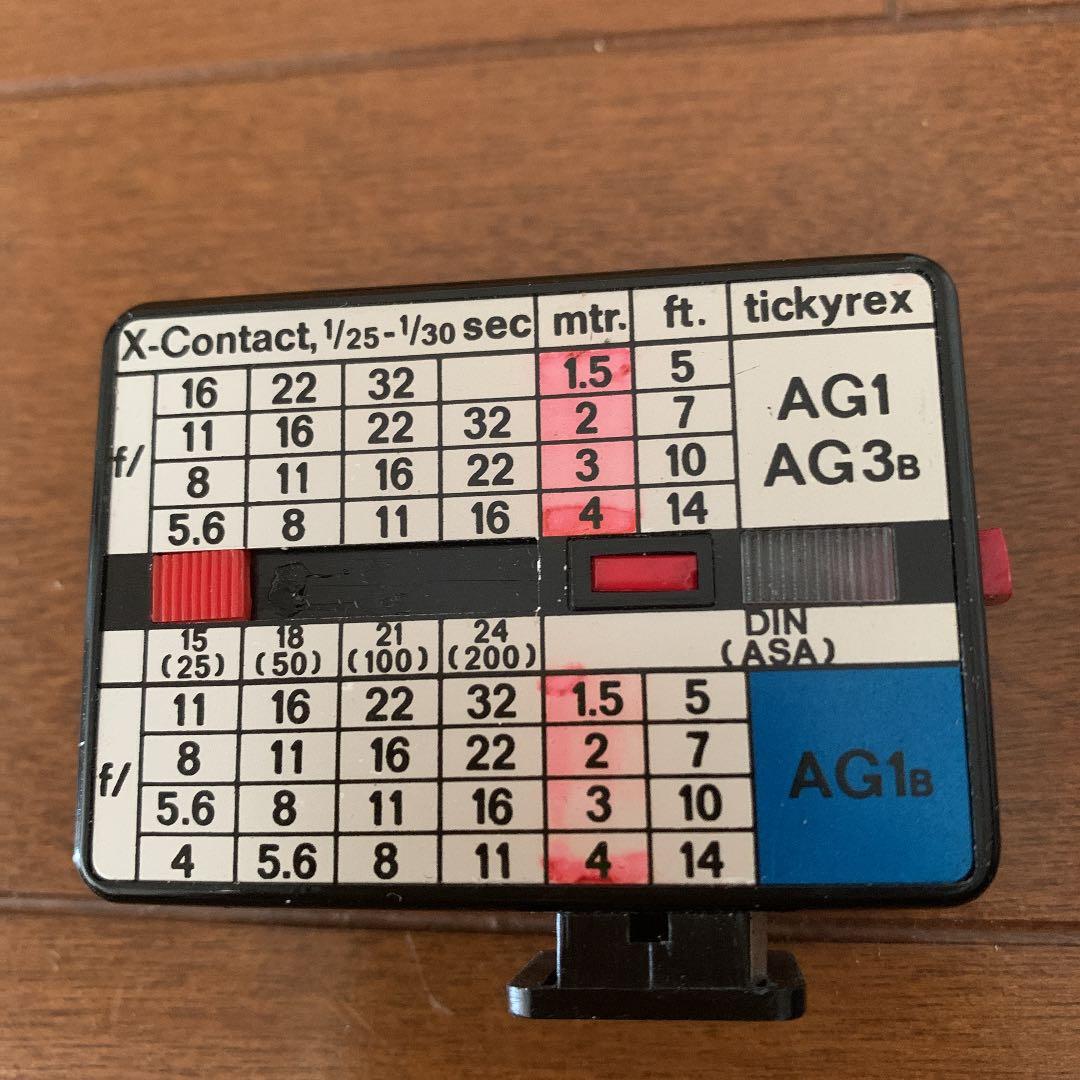 X-Contact, 1/25-1/30 sec mtr. ft. tickyrex
16 22 32 1.5 5
11 16 22 32 2 7
f/
8 11 16 22 3 10
5.6 8 11 16 4 14
AG1
AG3B
15 18 21 24 DIN
(25) (50) (100) (200) (ASA)
11 16 22 32 1.5 5
8 11 16 22 2 7
f/
5.6 8 11 16 3 10
4 5.6 8 11 4 14
AG1B